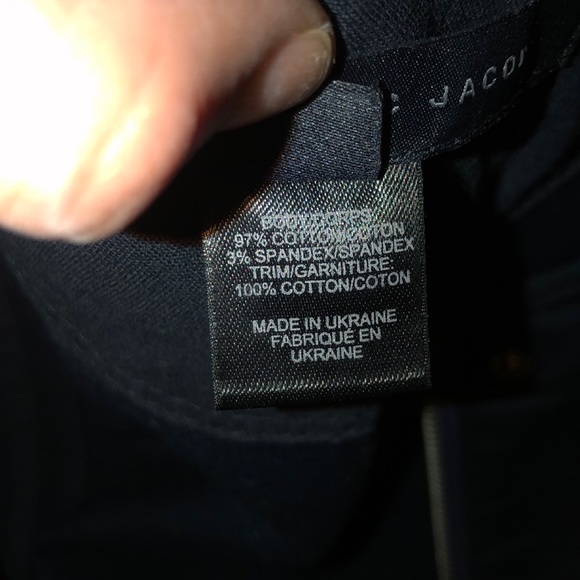 C JACO
BODY/CORPS:
97% COTTON/COTON
3% SPANDEX/SPANDEX
TRIM/GARNITURE:
100% COTTON/COTON
MADE IN UKRAINE
FABRIQUÉ EN
UKRAINE